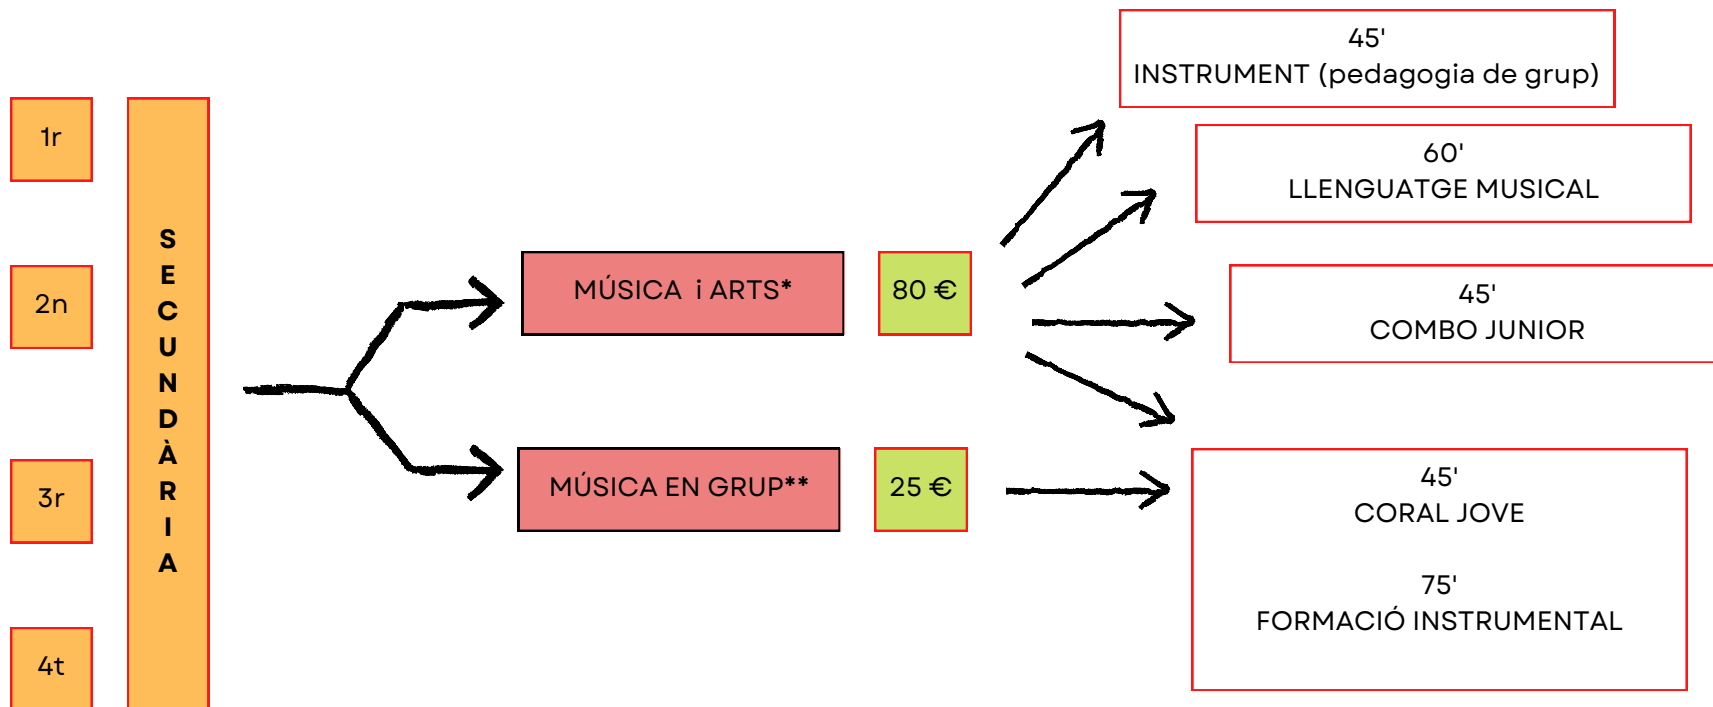 1r
2n
3r
4t
S
E
C
U
N
D
À
R
I
A
MÚSICA i ARTS*
80 €
MÚSICA EN GRUP**
25 €
45'
INSTRUMENT (pedagogia de grup)
60'
LLENGUATGE MUSICAL
45'
COMBO JUNIOR
45'
CORAL JOVE
75'
FORMACIÓ INSTRUMENTAL